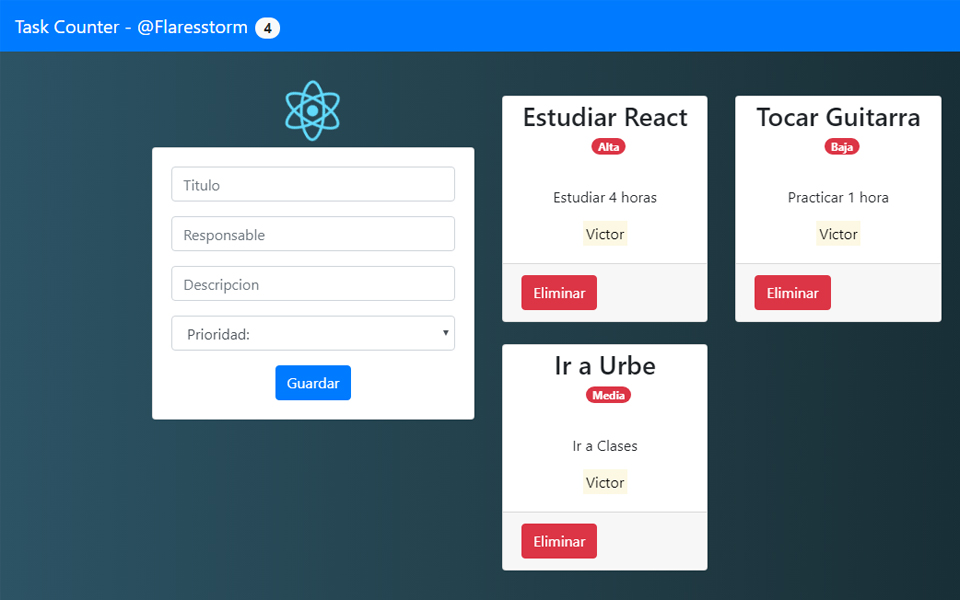 Task Counter - @Flaresstorm 4
Titulo
Responsable
Descripcion
Prioridad:
Guardar
Estudiar React
Alta
Estudiar 4 horas
Victor
Eliminar
Tocar Guitarra
Baja
Practicar 1 hora
Victor
Eliminar
Ir a Urbe
Media
Ir a Clases
Victor
Eliminar